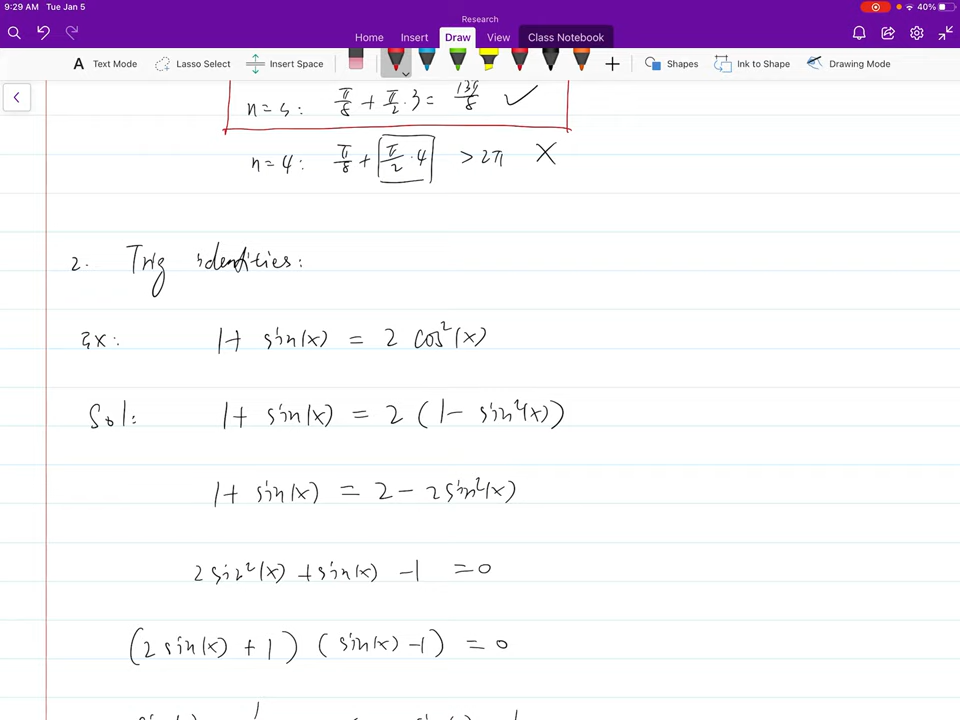 9:29 AM Tue Jan 5 40%
Research
Home Insert Draw View Class Notebook
A Text Mode Lasso Select Insert Space + Shapes Ink to Shape Drawing Mode
n=3: π/8 + π/2 · 3 = 13π/8 ✓
n=4: π/8 + π/2 · 4 > 2π X
2. Trig identities:
Ex: 1+ sin(x) = 2 cos²(x)
Sol: 1+ sin(x) = 2 (1- sin²(x))
1+ sin(x) = 2 - 2sin²(x)
2 sin²(x) + sin(x) - 1 = 0
(2 sin(x) + 1) (sin(x) - 1) = 0